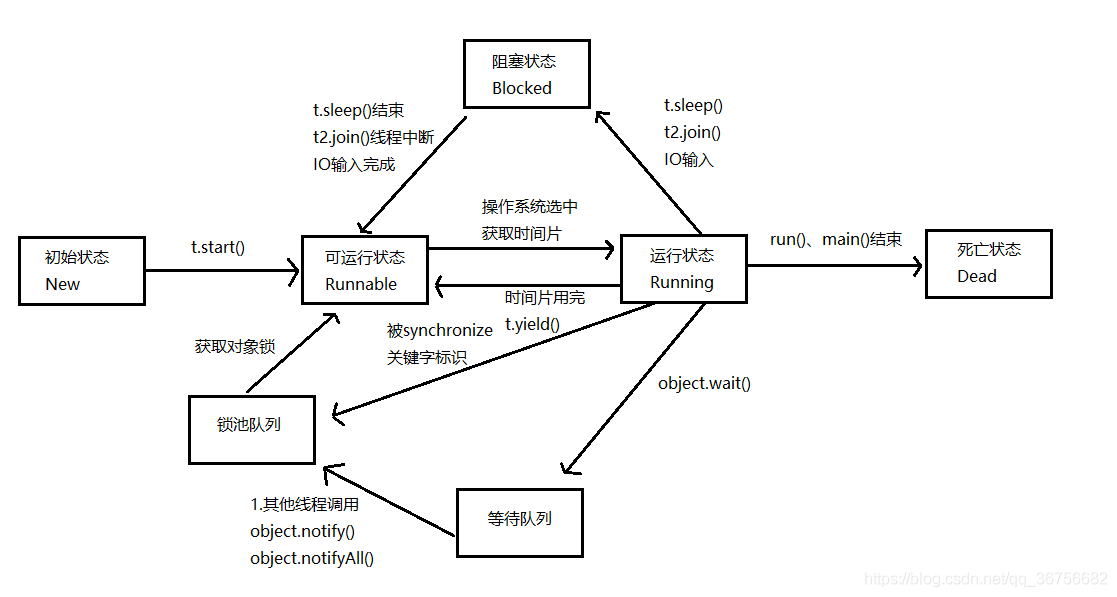 阻塞状态
Blocked
t.sleep()结束
t2.join()线程中断
IO输入完成
t.sleep()
t2.join()
IO输入
操作系统选中
获取时间片
初始状态
New
t.start()
可运行状态
Runnable
运行状态
Running
run()、main()结束
死亡状态
Dead
时间片用完
t.yield()
被synchronize
关键字标识
获取对象锁
object.wait()
锁池队列
1.其他线程调用
object.notify()
object.notifyAll()
等待队列
https://blog.csdn.net/qq_36756682